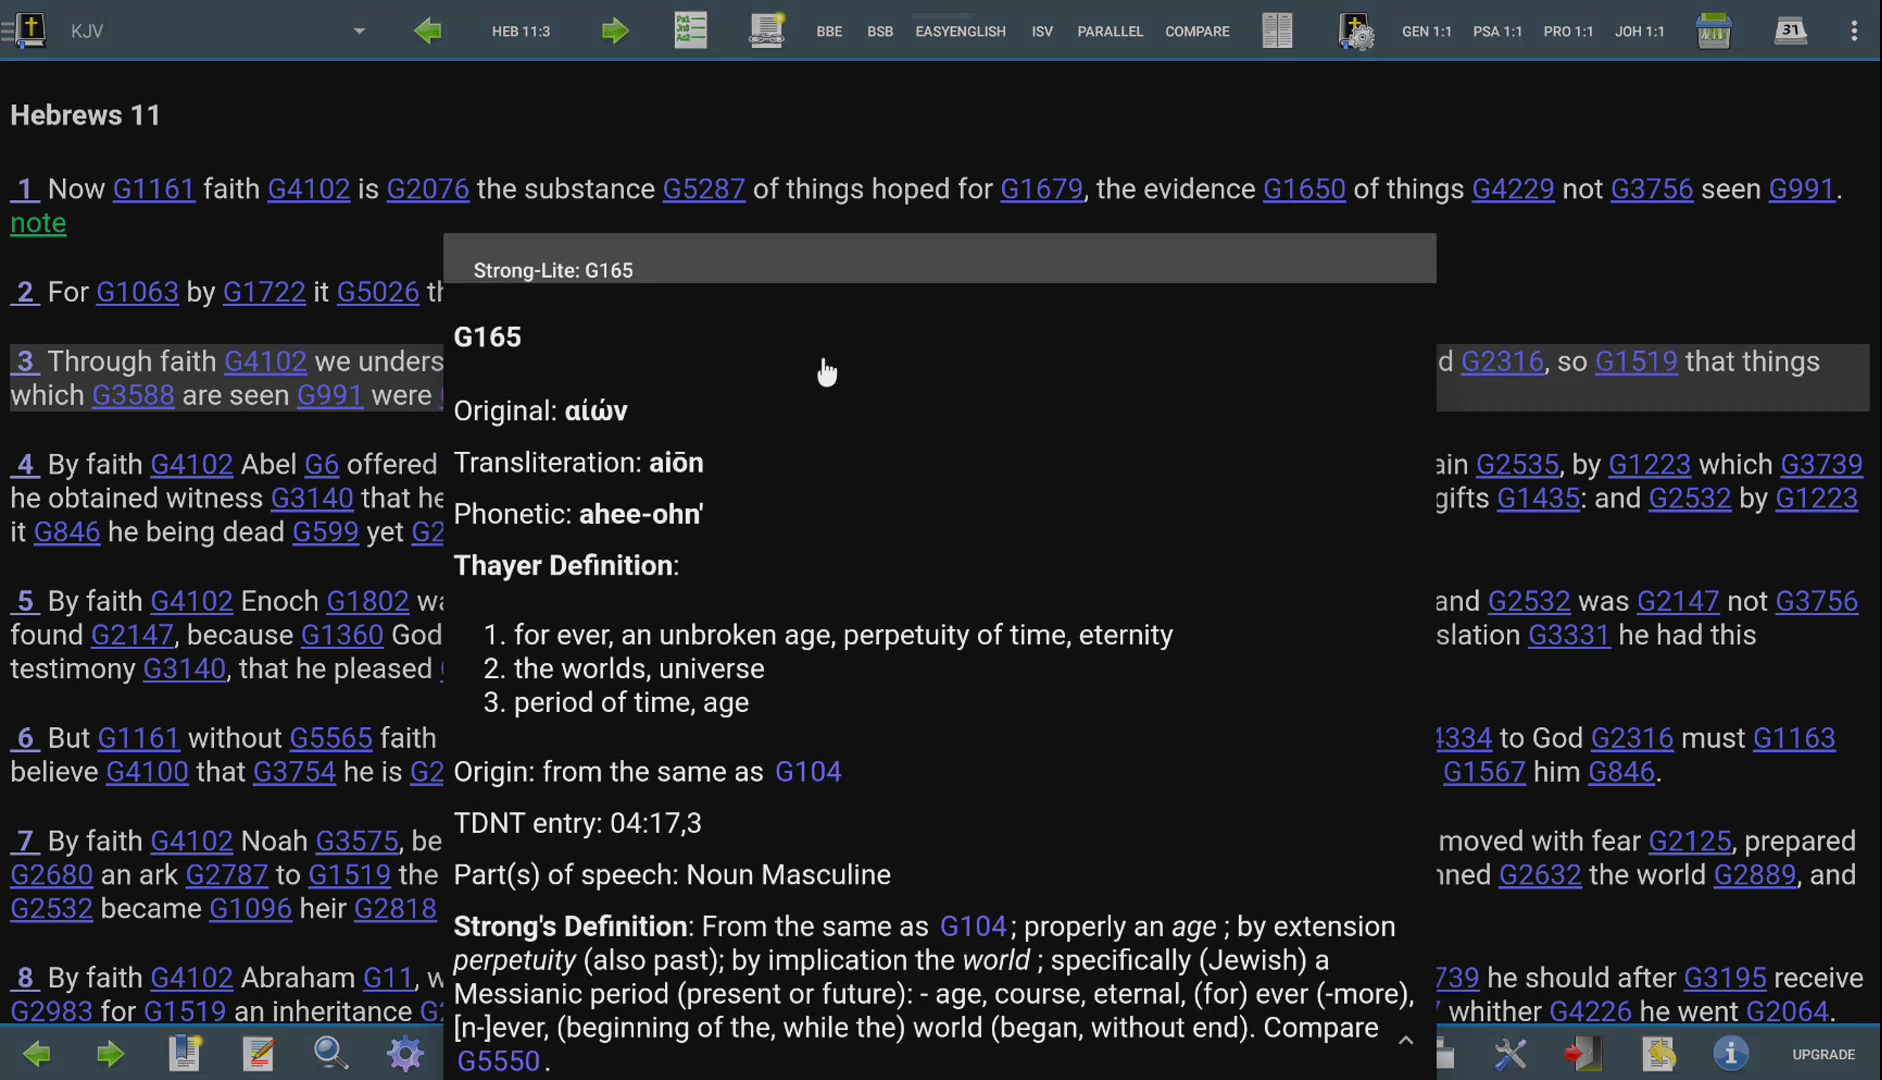 KJV HEB 11:3 BBE BSB EASYENGLISH ISV PARALLEL COMPARE GEN 1:1 PSA 1:1 PRO 1:1 JOH 1:1 31
Hebrews 11
1 Now G1161 faith G4102 is G2076 the substance G5287 of things hoped for G1679, the evidence G1650 of things G4229 not G3756 seen G991.
note
2 For G1063 by G1722 it G5026
3 Through faith G4102 we unders
which G3588 are seen G991 were
4 By faith G4102 Abel G6 offered
he obtained witness G3140 that he
it G846 he being dead G599 yet G2
5 By faith G4102 Enoch G1802 wa
found G2147, because G1360 God
testimony G3140, that he pleased
6 But G1161 without G5565 faith
believe G4100 that G3754 he is G2
7 By faith G4102 Noah G3575, be
G2680 an ark G2787 to G1519 the
G2532 became G1096 heir G2818
8 By faith G4102 Abraham G11, w
G2983 for G1519 an inheritance G
Strong-Lite: G165
G165
Original: αἰών
Transliteration: aiōn
Phonetic: ahee-ohn'
Thayer Definition:
1. for ever, an unbroken age, perpetuity of time, eternity
2. the worlds, universe
3. period of time, age
Origin: from the same as G104
TDNT entry: 04:17,3
Part(s) of speech: Noun Masculine
Strong's Definition: From the same as G104; properly an age ; by extension
perpetuity (also past); by implication the world ; specifically (Jewish) a
Messianic period (present or future): - age, course, eternal, (for) ever (-more),
[n-]ever, (beginning of the, while the) world (began, without end). Compare
G5550.
d G2316, so G1519 that things
ain G2535, by G1223 which G3739
gifts G1435: and G2532 by G1223
and G2532 was G2147 not G3756
slation G3331 he had this
4334 to God G2316 must G1163
G1567 him G846.
moved with fear G2125, prepared
nned G2632 the world G2889, and
739 he should after G3195 receive
whither G4226 he went G2064.
UPGRADE